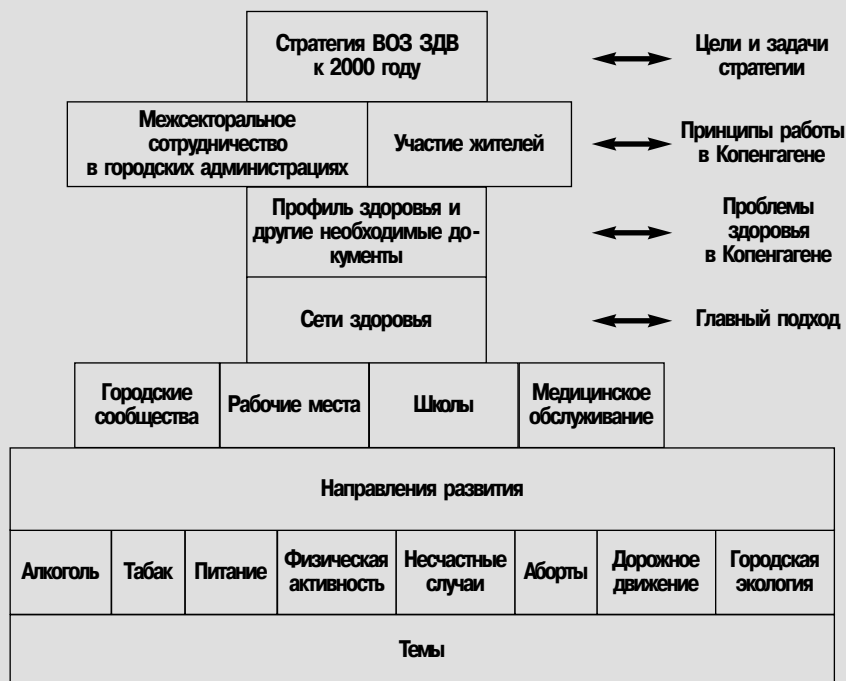 Стратегия ВОЗ ЗДВ
к 2000 году
Цели и задачи
стратегии
Межсекторальное
сотрудничество
в городских администрациях
Участие жителей
Принципы работы
в Копенгагене
Профиль здоровья и
другие необходимые до-
кументы
Проблемы
здоровья
в Копенгагене
Сети здоровья
Главный подход
Городские
сообщества
Рабочие места
Школы
Медицинское
обслуживание
Направления развития
Алкоголь
Табак
Питание
Физическая
активность
Несчастные
случаи
Аборты
Дорожное
движение
Городская
экология
Темы